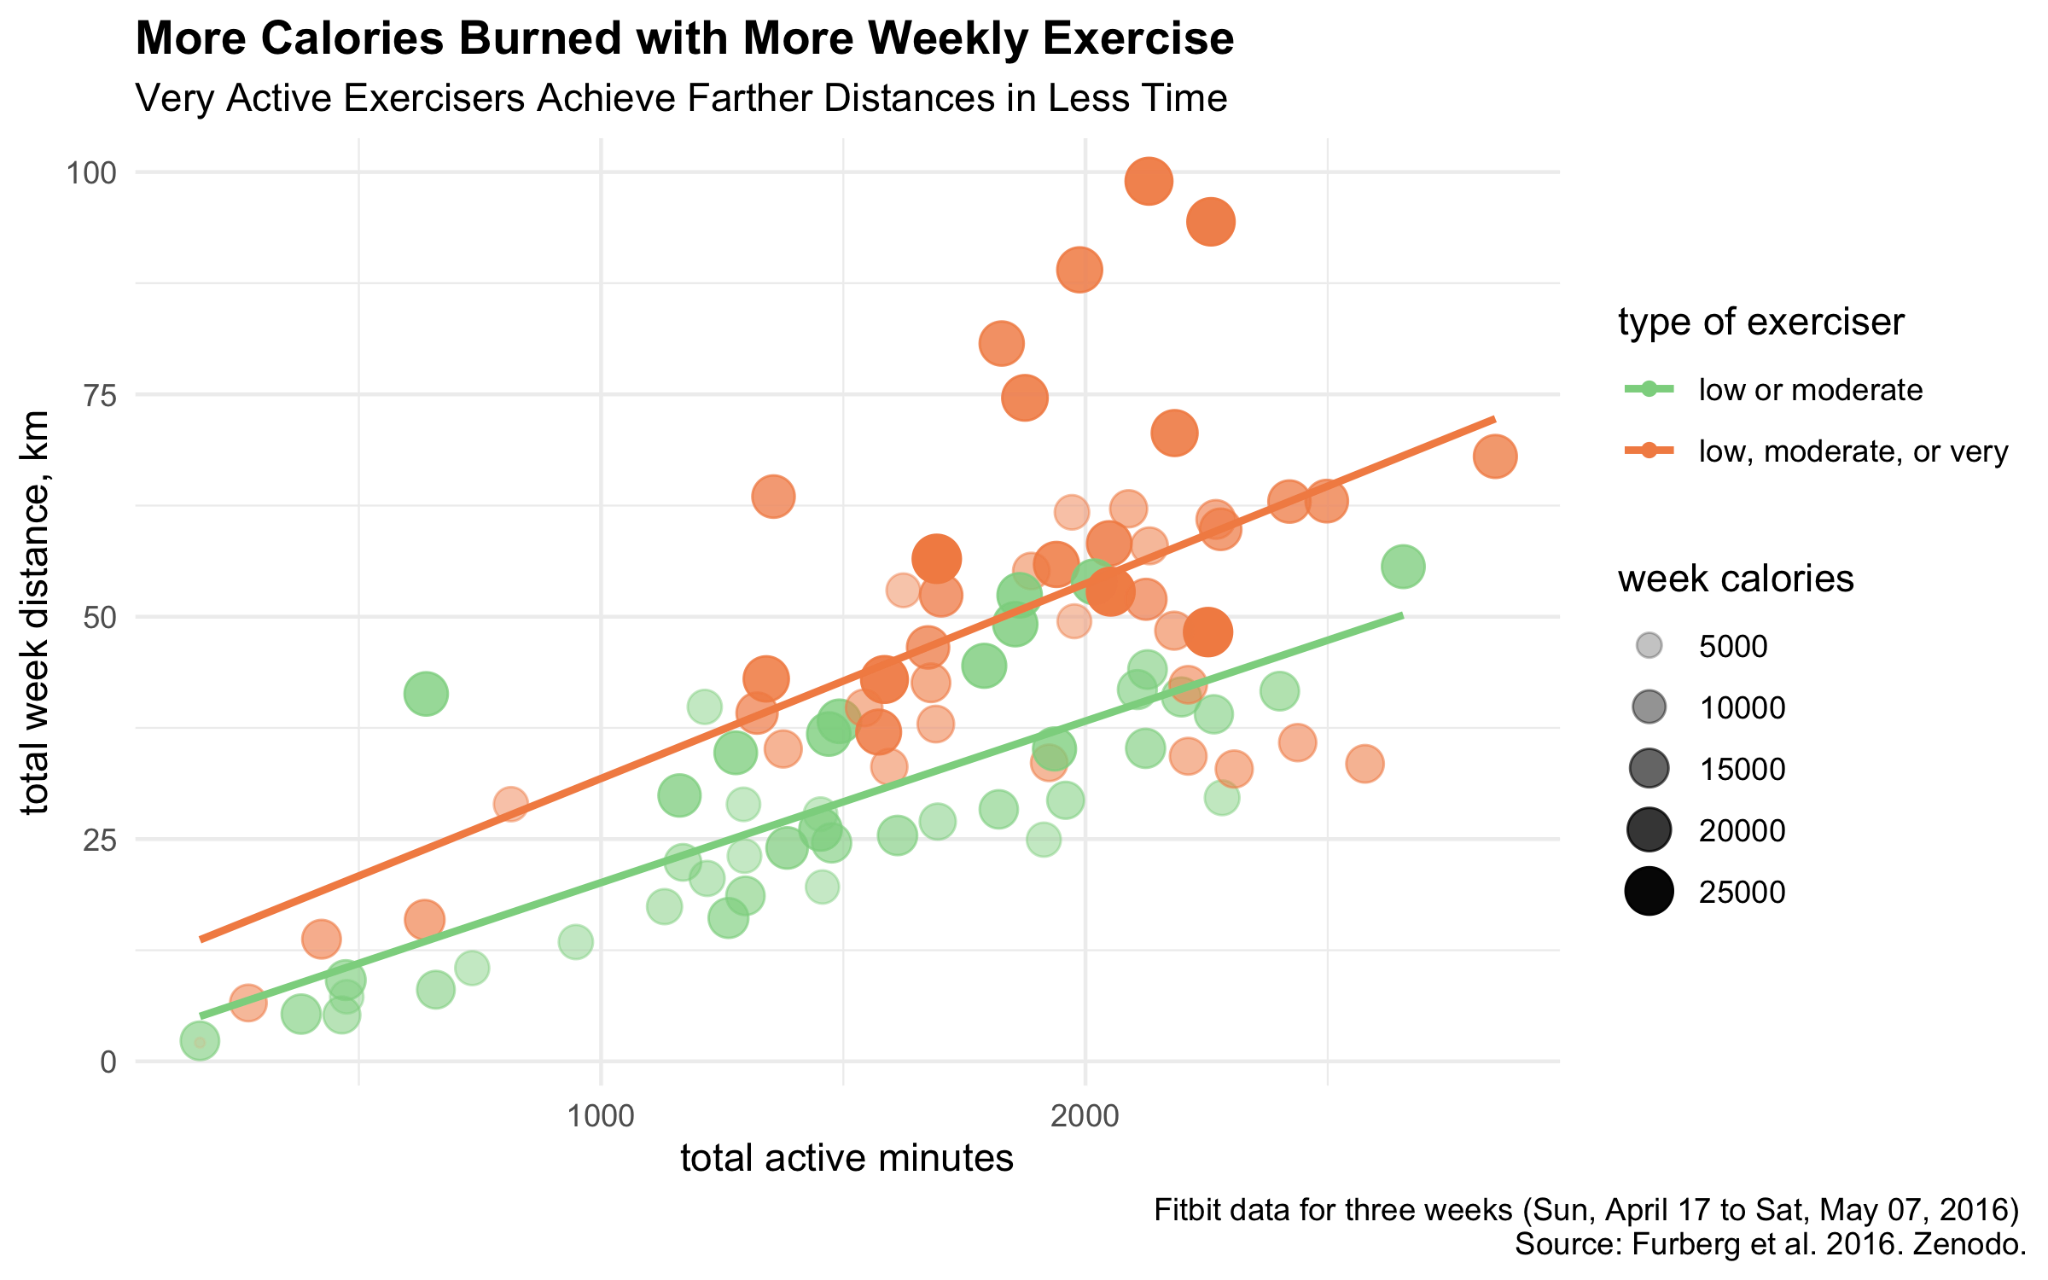 More Calories Burned with More Weekly Exercise
Very Active Exercisers Achieve Farther Distances in Less Time
100
75
50
25
0
total week distance, km
1000
2000
total active minutes
type of exerciser
low or moderate
low, moderate, or very
week calories
5000
10000
15000
20000
25000
Fitbit data for three weeks (Sun, April 17 to Sat, May 07, 2016)
Source: Furberg et al. 2016. Zenodo.